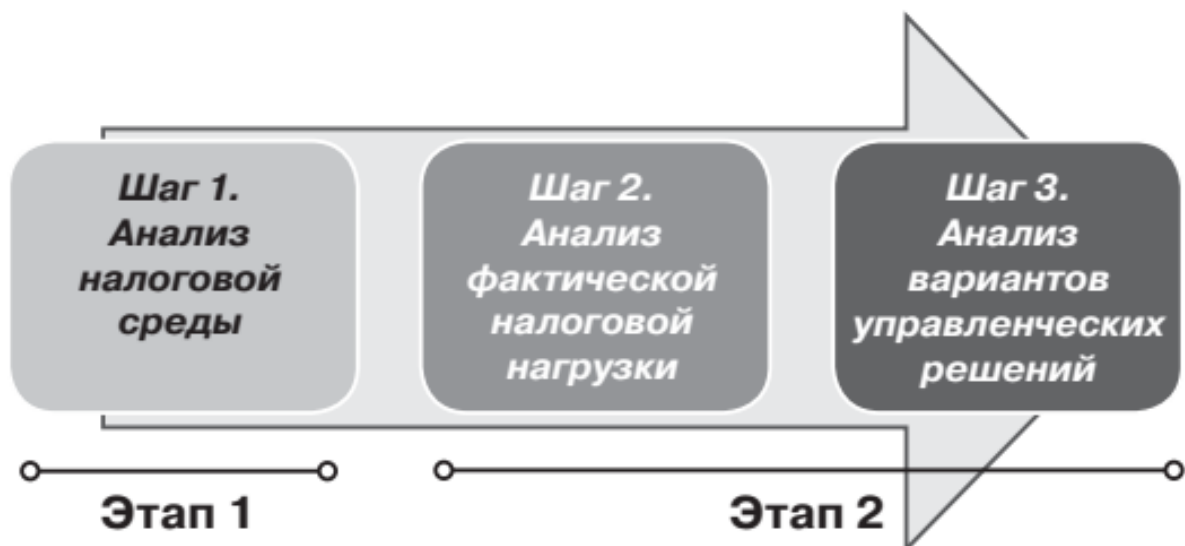 Шаг 1.
Анализ
налоговой
среды
Шаг 2.
Анализ
фактической
налоговой
нагрузки
Шаг 3.
Анализ
вариантов
управленческих
решений
Этап 1
Этап 2